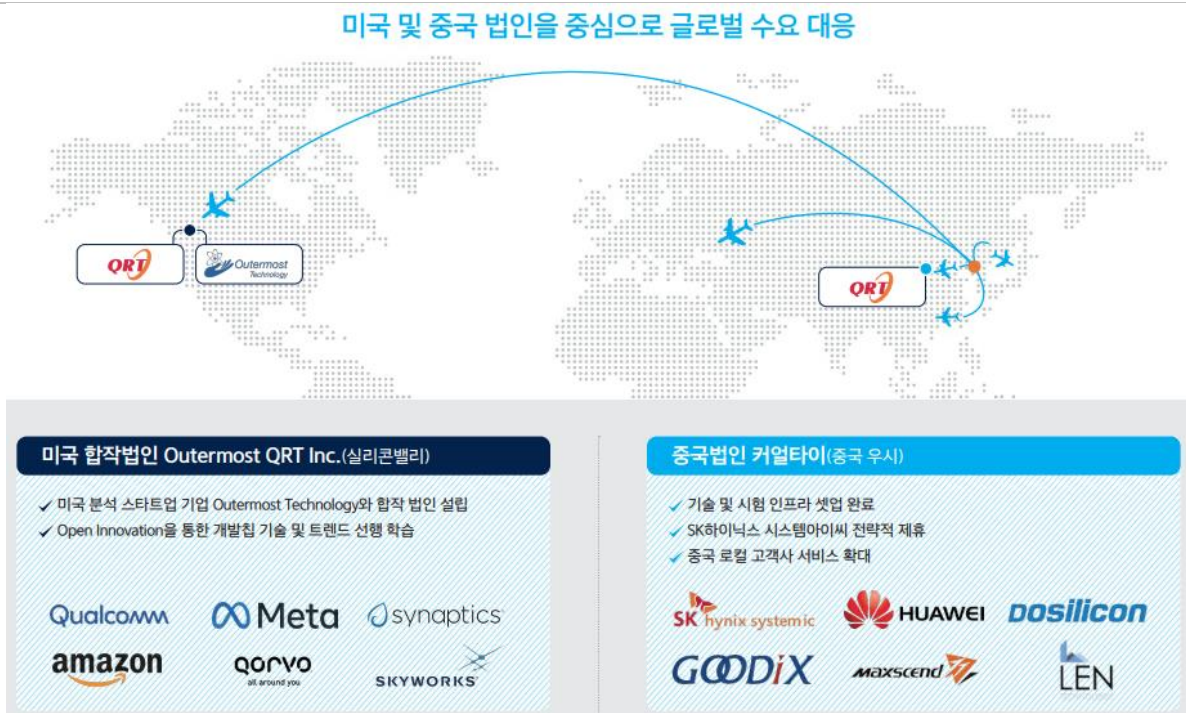 미국 및 중국 법인을 중심으로 글로벌 수요 대응
QRT
Outermost
Technology
QRT
미국 합작법인 Outermost QRT Inc.(실리콘밸리)
미국 분석 스타트업 기업 Outermost Technology와 합작 법인 설립
Open Innovation을 통한 개발칩 기술 및 트렌드 선행 학습
Qualcomm
Meta
synaptics
amazon
qorvo
all around you
SKYWORKS
중국법인 커얼타이(중국 우시)
기술 및 시험 인프라 셋업 완료
SK하이닉스 시스템아이씨 전략적 제휴
중국 로컬 고객사 서비스 확대
SK hynix system ic
HUAWEI
DOSILICON
GOODiX
MAXSCEND
LEN